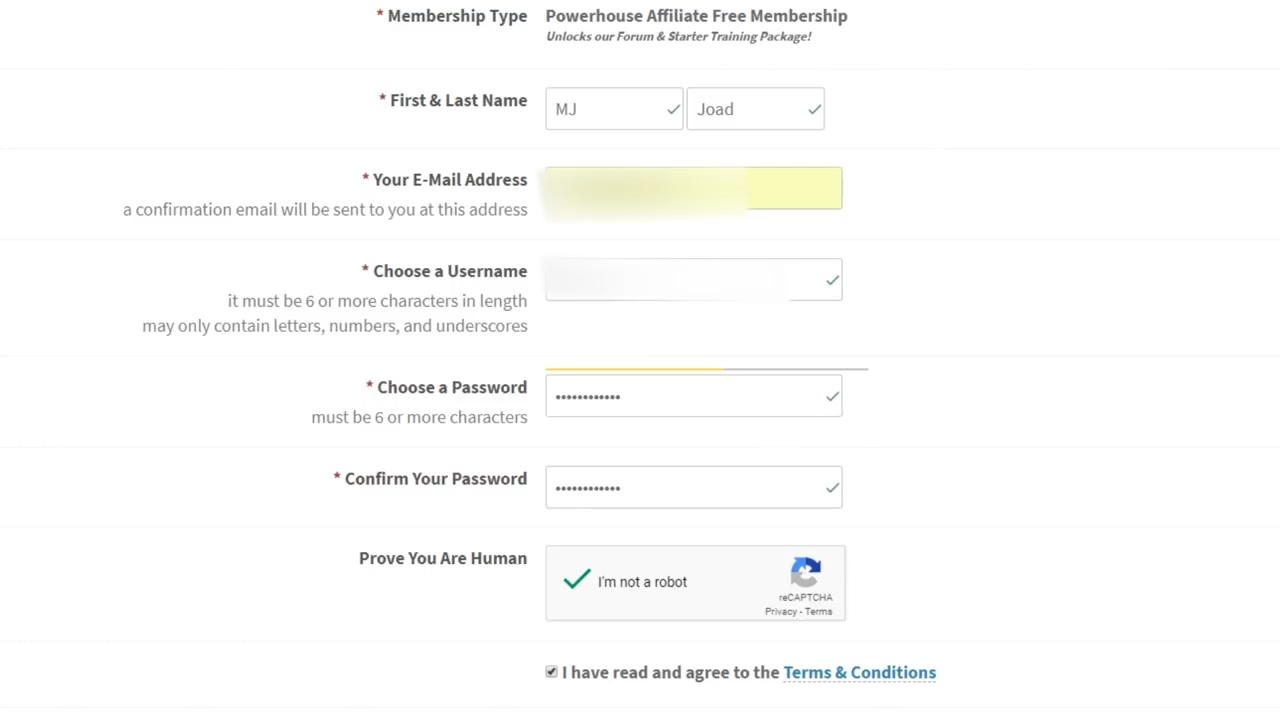 * Membership Type Powerhouse Affiliate Free Membership
Unlocks our Forum & Starter Training Package!
* First & Last Name MJ Joad
* Your E-Mail Address
a confirmation email will be sent to you at this address
* Choose a Username
it must be 6 or more characters in length
may only contain letters, numbers, and underscores
* Choose a Password
must be 6 or more characters
••••••••••••
* Confirm Your Password ••••••••••••
Prove You Are Human
I'm not a robot
reCAPTCHA
Privacy - Terms
I have read and agree to the Terms & Conditions